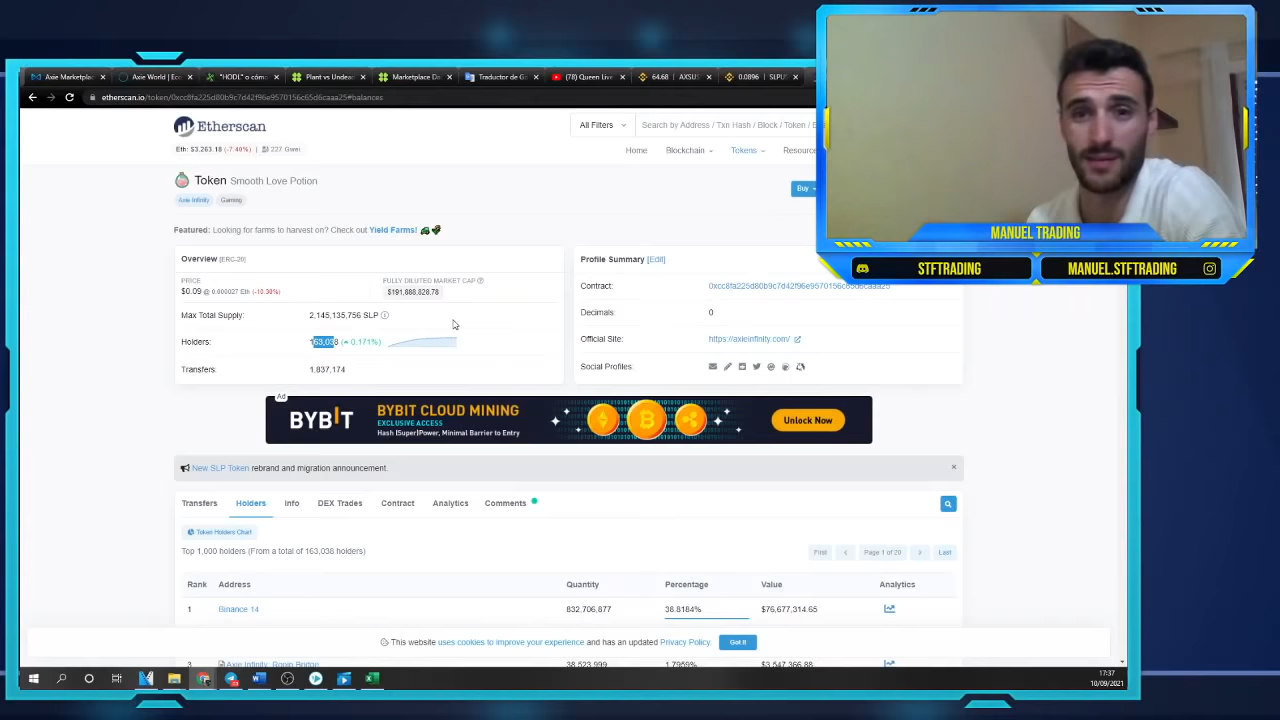 Axie Marketplac
Axie World | Eco
"HODL" o cóm
Plant vs Undead
Marketplace Da
Traductor de Go
(78) Queen Live
64.68 | AXSUS
0.0896 | SLPU
etherscan.io/token/0xcc8fa225d80b9c7d42f96e9570156c65d6caaa25#balances
Etherscan
All Filters
Search by Address / Txn Hash / Block / Token / E
Eth: $3,263.18 (-7.40%) | 227 Gwei
Home
Blockchain
Tokens
Resource
Token Smooth Love Potion
Buy
Axie Infinity
Gaming
Featured: Looking for farms to harvest on? Check out Yield Farms!
MANUEL TRADING
STFTRADING
MANUEL.STFTRADING
Overview [ERC-20]
PRICE
$0.09 @ 0.000027 Eth (-10.38%)
FULLY DILUTED MARKET CAP
$191,888,828.78
Max Total Supply:
2,145,135,756 SLP
Holders:
163,038 (0.171%)
Transfers:
1,837,174
Profile Summary [Edit]
Contract:
0xcc8fa225d80b9c7d42f96e9570156c65d6caaa25
Decimals:
0
Official Site:
https://axieinfinity.com/
Social Profiles:
Ad
BYBIT
BYBIT CLOUD MINING
EXCLUSIVE ACCESS
Hash |Super|Power, Minimal Barrier to Entry
Unlock Now
New SLP Token rebrand and migration announcement.
Transfers
Holders
Info
DEX Trades
Contract
Analytics
Comments
Token Holders Chart
Top 1,000 holders (From a total of 163,038 holders)
First
Page 1 of 20
Last
Rank
Address
Quantity
Percentage
Value
Analytics
1
Binance 14
832,706,877
38.8184%
$76,677,314.65
This website uses cookies to improve your experience and has an updated Privacy Policy.
Got It
3
Axie Infinity: Ronin Bridge
38,523,999
1.7959%
$3,547,366.88
17:37
10/09/2021